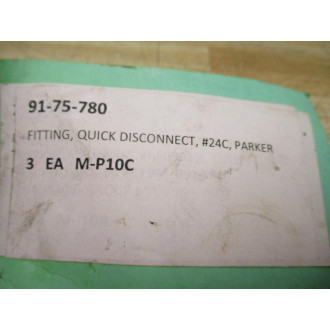 91-75-780
FITTING, QUICK DISCONNECT, #24C, PARKER
3 EA M-P10C